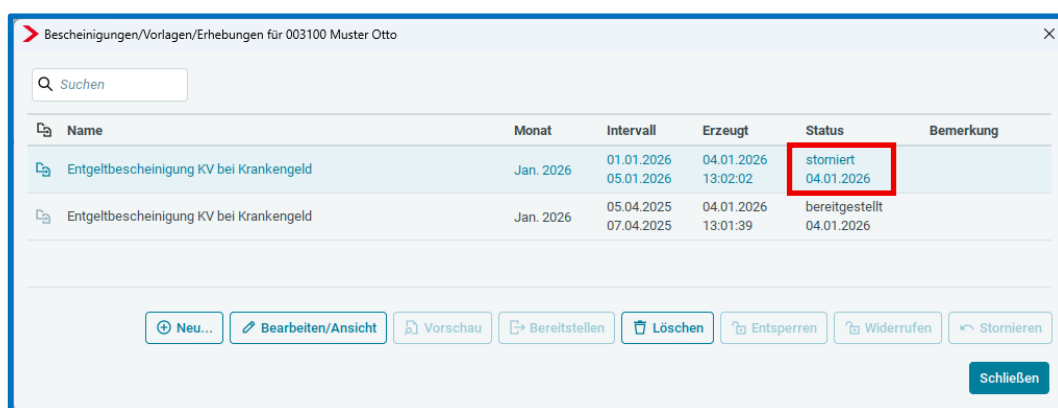 Bescheinigungen/Vorlagen/Erhebungen für 003100 Muster Otto
Suchen
Name Monat Intervall Erzeugt Status Bemerkung
Entgeltbescheinigung KV bei Krankengeld Jan. 2026 01.01.2026 04.01.2026 storniert
05.01.2026 13:02:02 04.01.2026
Entgeltbescheinigung KV bei Krankengeld Jan. 2026 05.04.2025 04.01.2026 bereitgestellt
07.04.2025 13:01:39 04.01.2026
Neu... Bearbeiten/Ansicht Vorschau Bereitstellen Löschen Entsperren Widerrufen Stornieren
Schließen